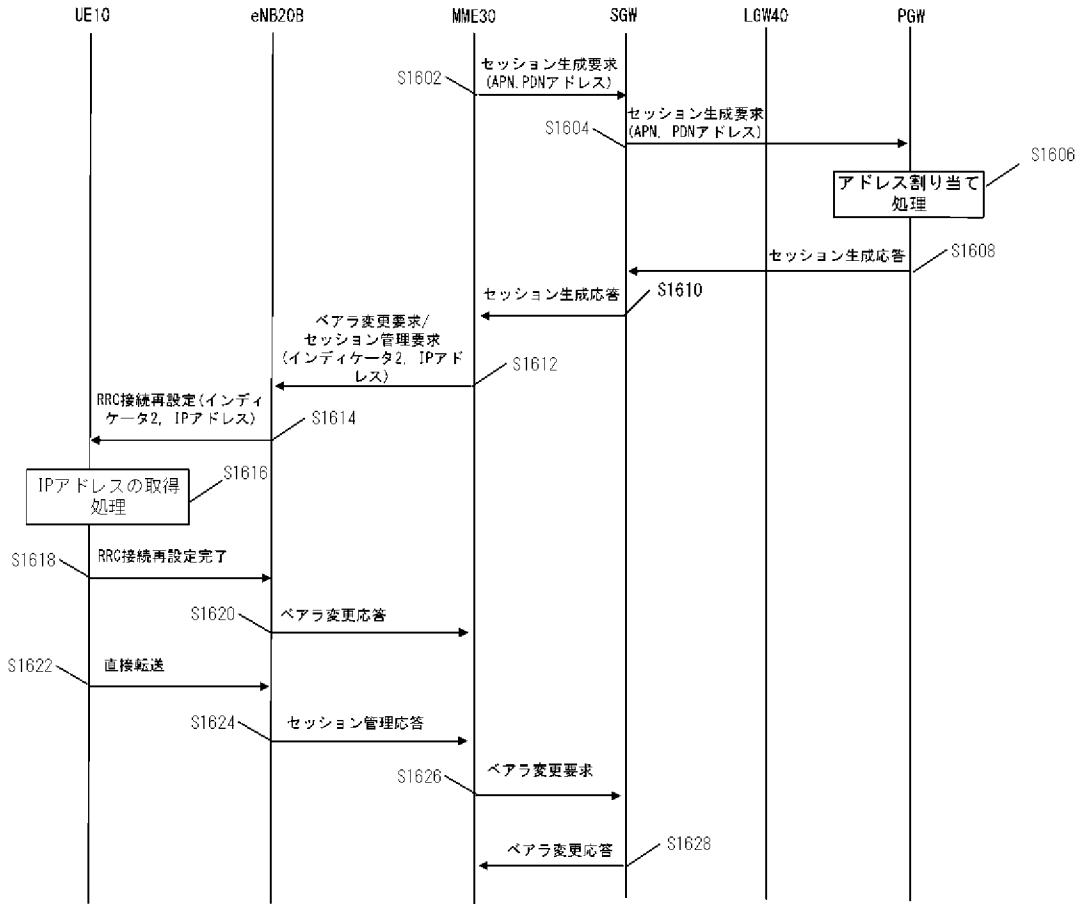 UE10
eNB20B
MME30
SGW
LGW40
PGW
S1602
セッション生成要求
(APN.PDNアドレス)
S1604
セッション生成要求
(APN, PDNアドレス)
S1606
アドレス割り当て
処理
セッション生成応答
S1608
セッション生成応答
S1610
ベアラ変更要求/
セッション管理要求
(インディケータ2, IPアド
レス)
S1612
RRC接続再設定(インディ
ケータ2, IPアドレス)
S1614
IPアドレスの取得
処理
S1616
S1618
RRC接続再設定完了
S1620
ベアラ変更応答
S1622
直接転送
S1624
セッション管理応答
S1626
ベアラ変更要求
ベアラ変更応答
S1628